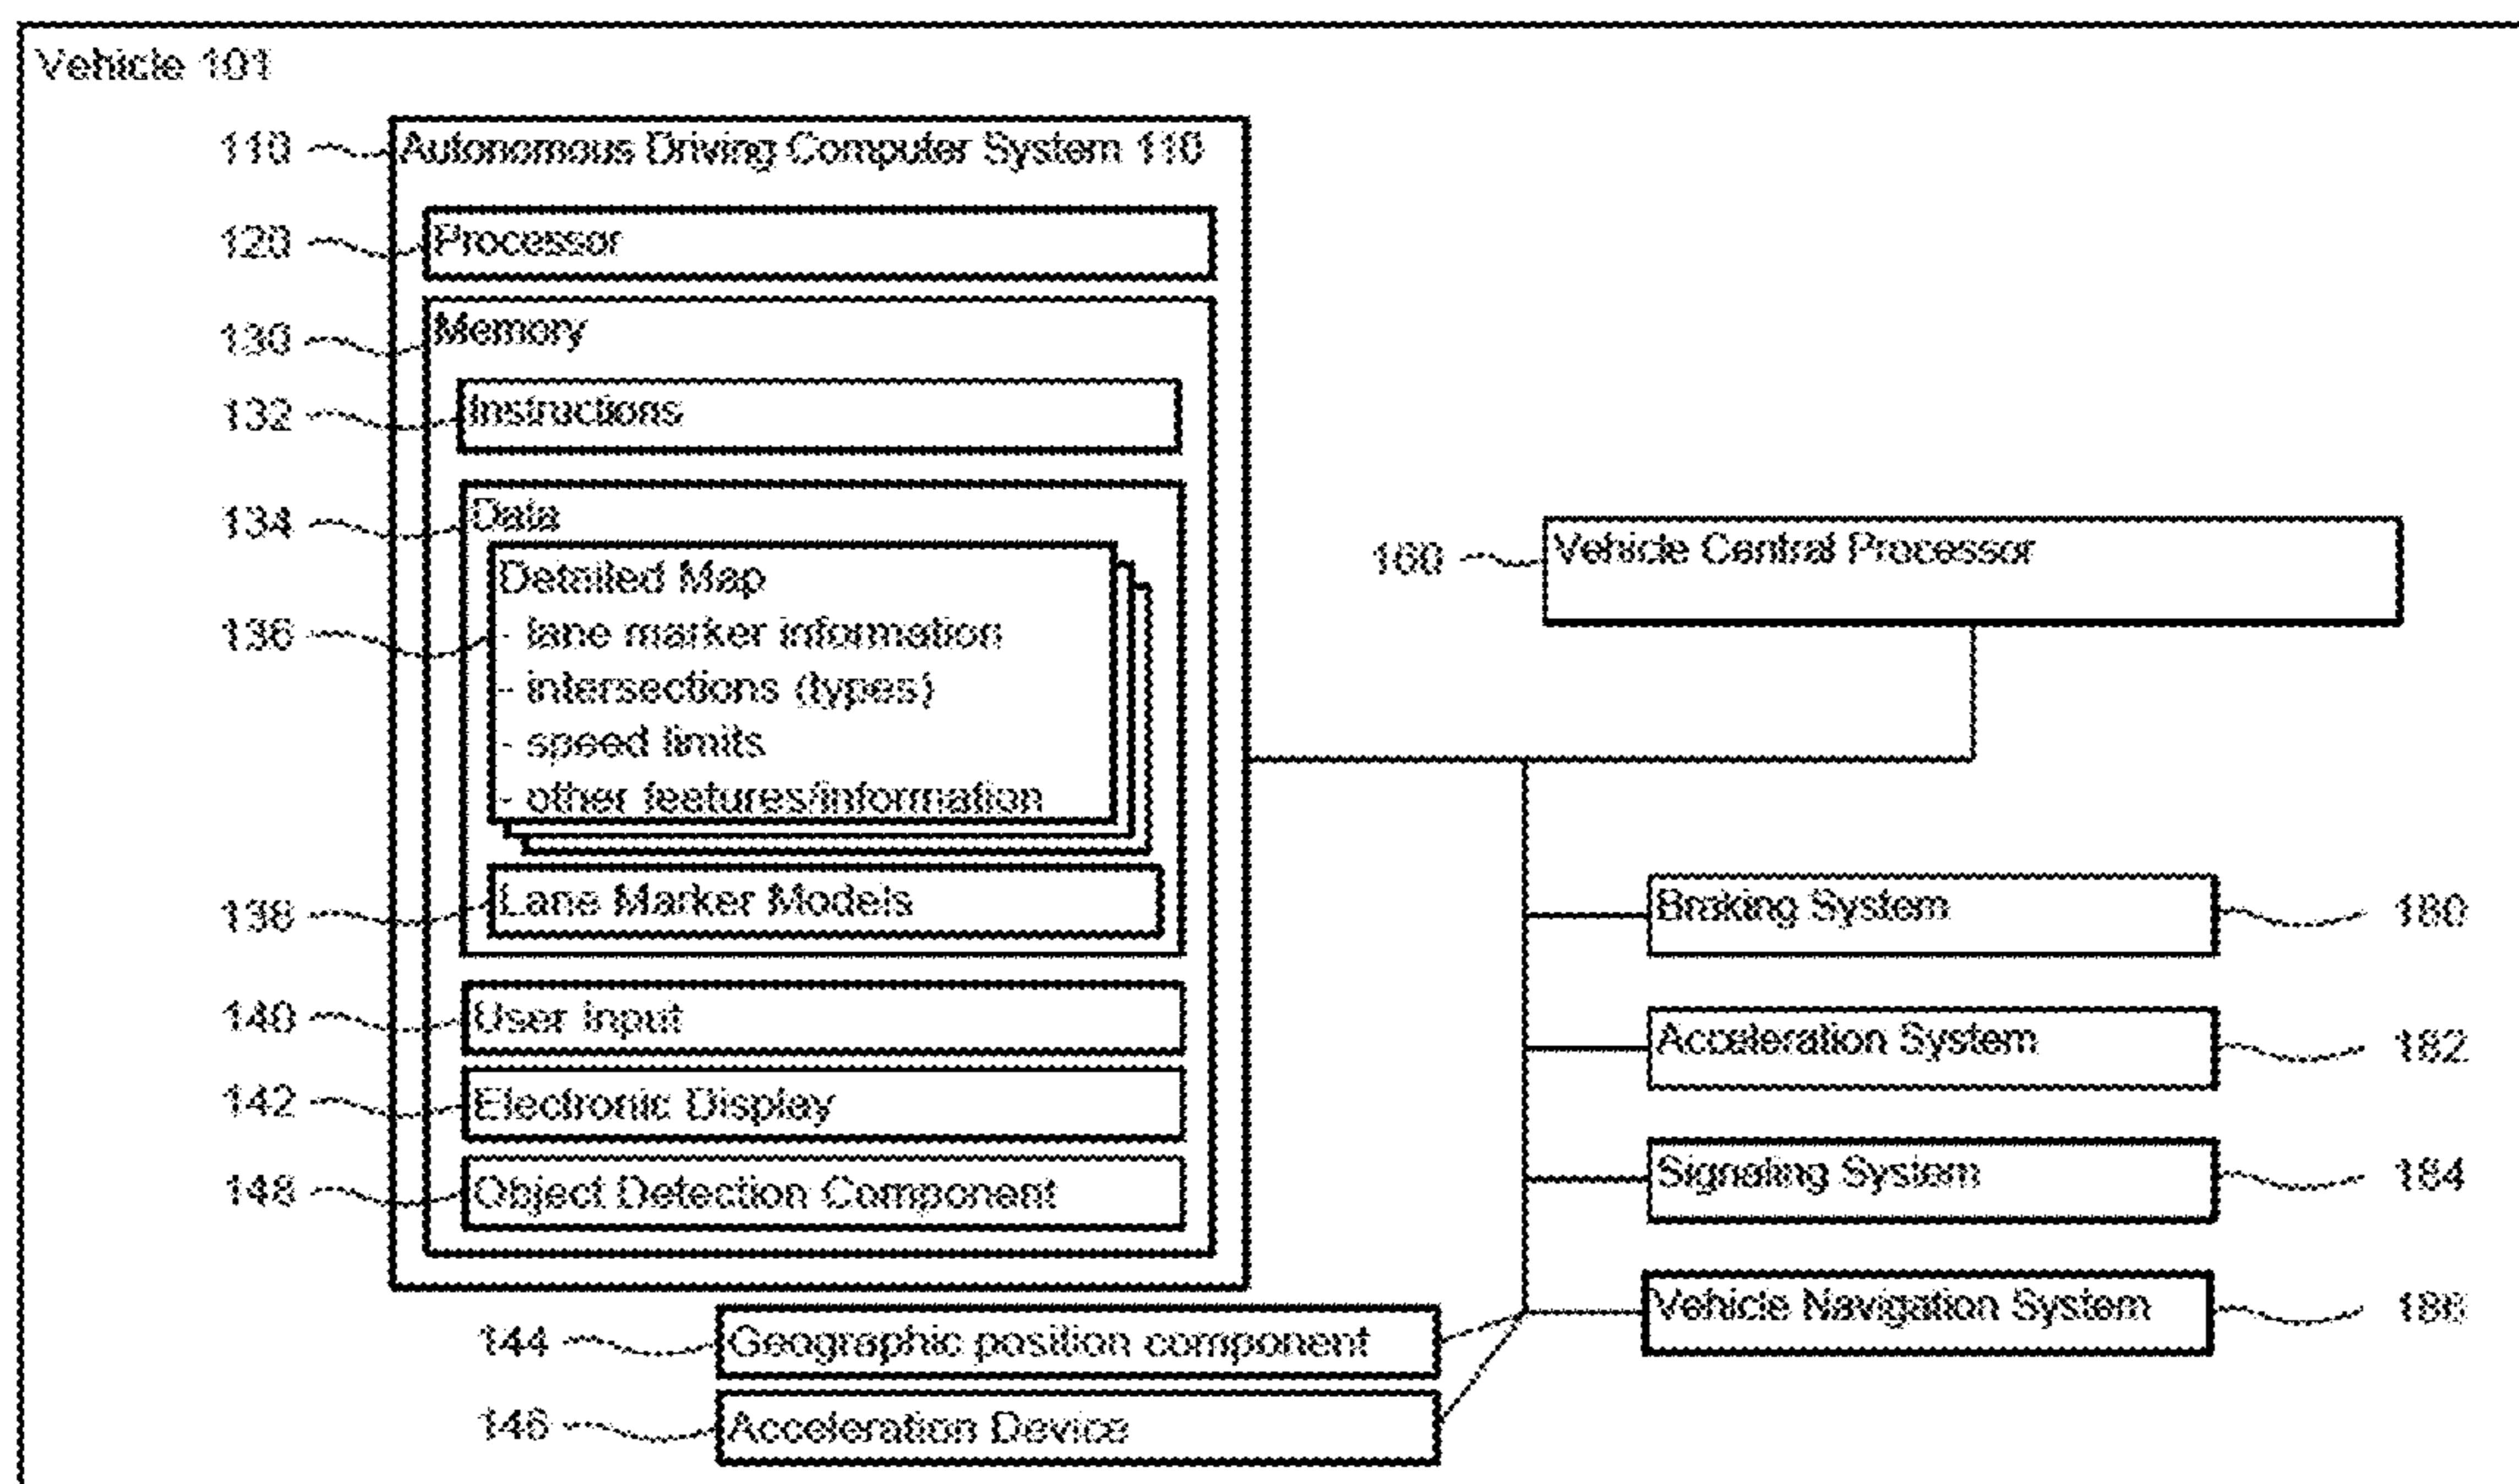 Vehicle 101
110 Autonomous Driving Computer System 110
120 Processor
130 Memory
132 Instructions
134 Data
136 Detailed Map
- lane marker information
- intersections (types)
- speed limits
- other features/information
138 Lane Marker Models
140 User Input
142 Electronic Display
148 Object Detection Component
144 Geographic position component
146 Acceleration Device
160 Vehicle Central Processor
Braking System 180
Acceleration System 182
Signaling System 184
Vehicle Navigation System 186